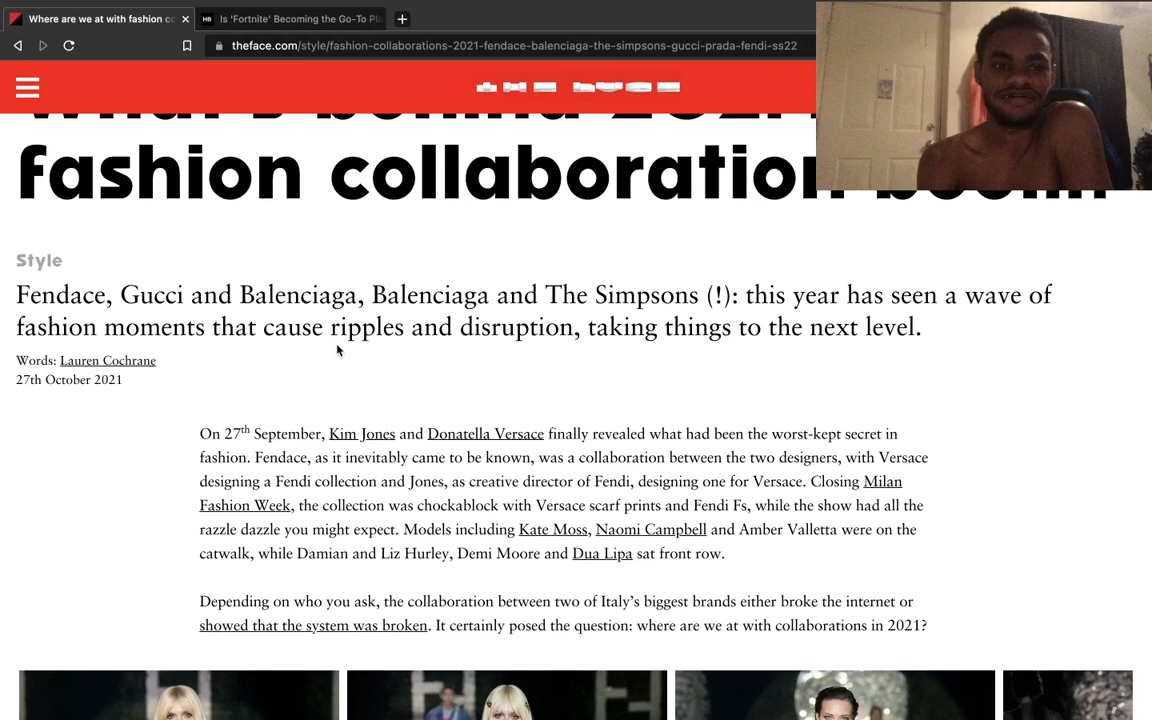 Where are we at with fashion co
HB Is 'Fortnite' Becoming the Go-To Pla
theface.com/style/fashion-collaborations-2021-fendace-balenciaga-the-simpsons-gucci-prada-fendi-ss22
What's behind 2021
fashion collaboration boom
Style
Fendace, Gucci and Balenciaga, Balenciaga and The Simpsons (!): this year has seen a wave of
fashion moments that cause ripples and disruption, taking things to the next level.
Words: Lauren Cochrane
27th October 2021
On 27th September, Kim Jones and Donatella Versace finally revealed what had been the worst-kept secret in
fashion. Fendace, as it inevitably came to be known, was a collaboration between the two designers, with Versace
designing a Fendi collection and Jones, as creative director of Fendi, designing one for Versace. Closing Milan
Fashion Week, the collection was chockablock with Versace scarf prints and Fendi Fs, while the show had all the
razzle dazzle you might expect. Models including Kate Moss, Naomi Campbell and Amber Valletta were on the
catwalk, while Damian and Liz Hurley, Demi Moore and Dua Lipa sat front row.
Depending on who you ask, the collaboration between two of Italy's biggest brands either broke the internet or
showed that the system was broken. It certainly posed the question: where are we at with collaborations in 2021?